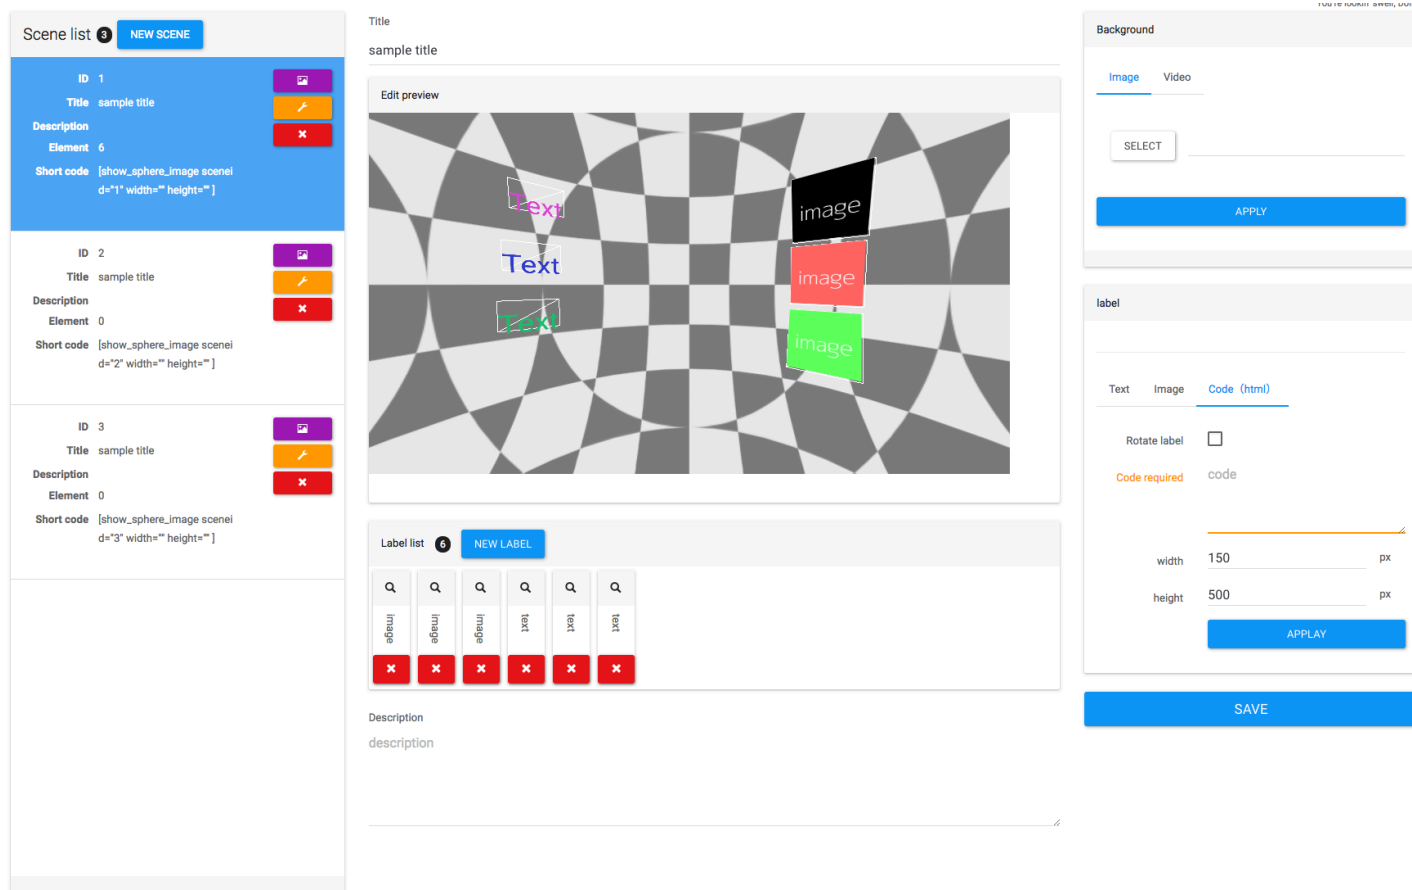 You're lookin' swell, Dol
Scene list 3 NEW SCENE
ID 1
Title sample title
Description
Element 6
Short code [show_sphere_image scenei
d="1" width="" height="" ]
ID 2
Title sample title
Description
Element 0
Short code [show_sphere_image scenei
d="2" width="" height="" ]
ID 3
Title sample title
Description
Element 0
Short code [show_sphere_image scenei
d="3" width="" height="" ]
Title
sample title
Edit preview
Text
Text
Text
image
image
image
Label list 6 NEW LABEL
image
image
image
text
text
text
Description
description
Background
Image Video
SELECT
APPLY
label
Text Image Code（html）
Rotate label
Code required code
width 150 px
height 500 px
APPLAY
SAVE